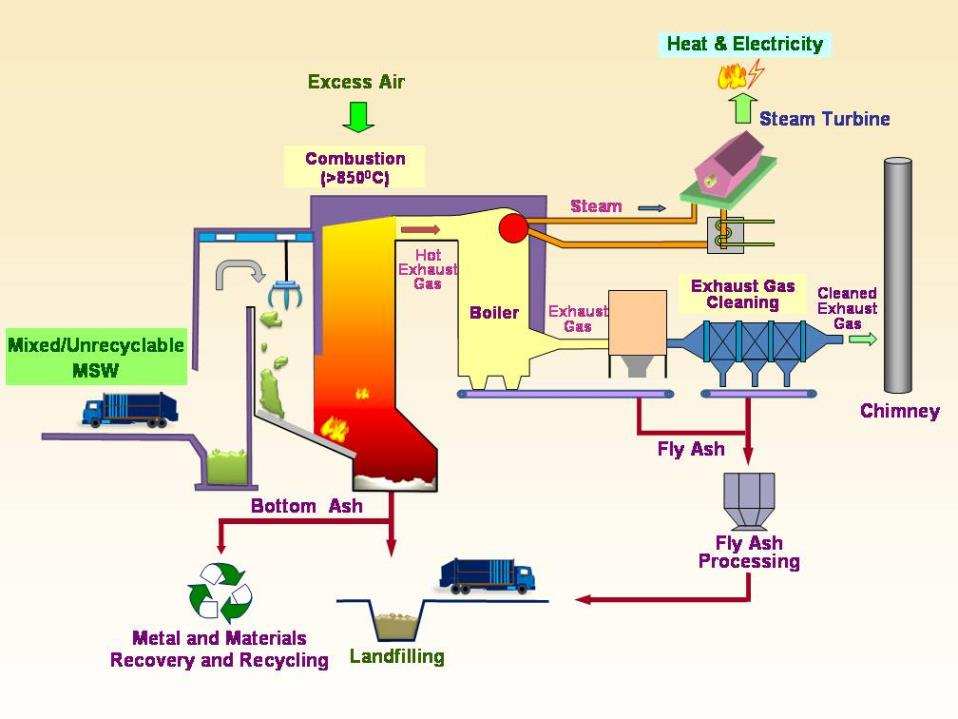 Heat & Electricity
Excess Air
Steam Turbine
Combustion
(>850⁰C)
Steam
Hot
Exhaust
Gas
Exhaust Gas
Cleaning
Cleaned
Exhaust
Gas
Boiler
Exhaust
Gas
Mixed/Unrecyclable
MSW
Chimney
Fly Ash
Bottom Ash
Fly Ash
Processing
Metal and Materials
Recovery and Recycling
Landfilling